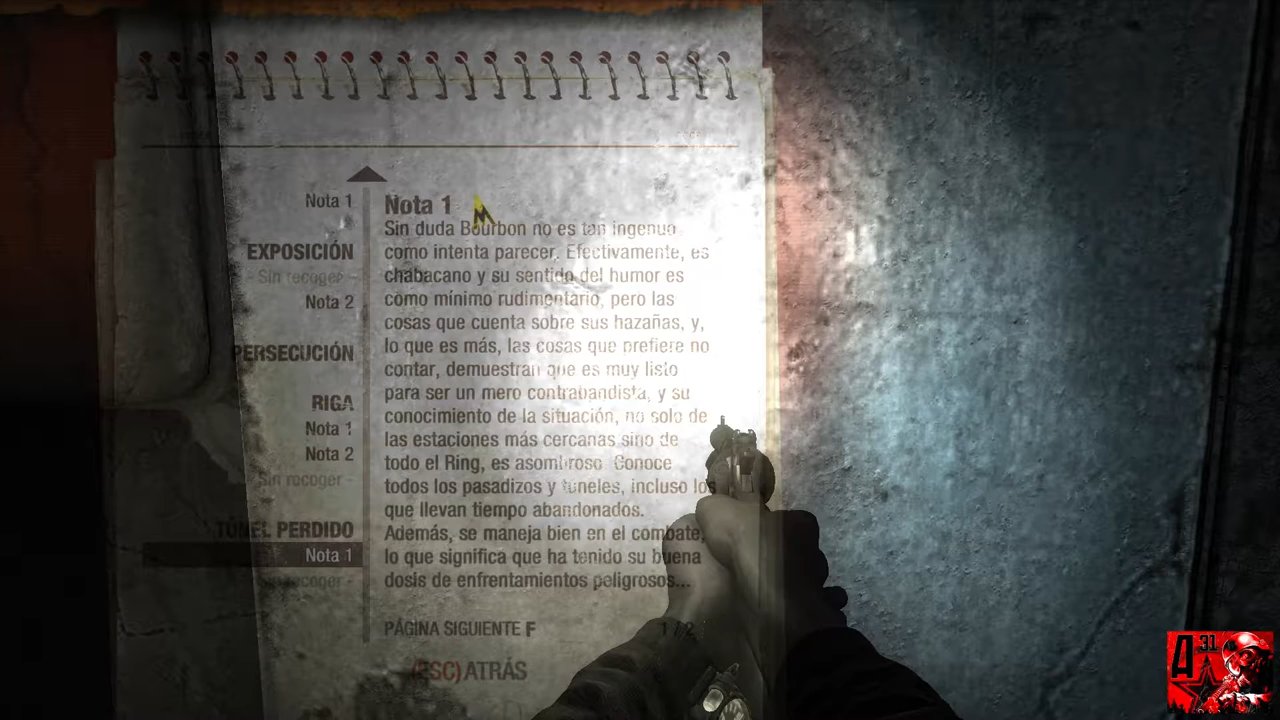 Nota 1
EXPOSICIÓN
- Sin recoger -
Nota 2
PERSECUCIÓN
RIGA
Nota 1
Nota 2
- Sin recoger -
TÚNEL PERDIDO
Nota 1
- Sin recoger -
Nota 1
Sin duda Bourbon no es tan ingenuo
como intenta parecer. Efectivamente, es
chabacano y su sentido del humor es
como mínimo rudimentario, pero las
cosas que cuenta sobre sus hazañas, y,
lo que es más, las cosas que prefiere no
contar, demuestran que es muy listo
para ser un mero contrabandista, y su
conocimiento de la situación, no solo de
las estaciones más cercanas sino de
todo el Ring, es asombroso. Conoce
todos los pasadizos y túneles, incluso los
que llevan tiempo abandonados.
Además, se maneja bien en el combate,
lo que significa que ha tenido su buena
dosis de enfrentamientos peligrosos...
PÁGINA SIGUIENTE F
1 / 2
(ESC) ATRÁS
A 31